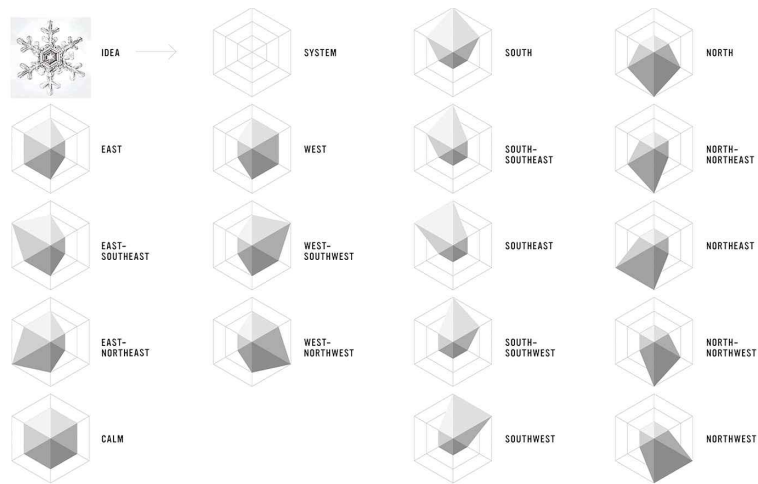 IDEA
SYSTEM
SOUTH
NORTH
EAST
WEST
SOUTH-
SOUTHEAST
NORTH-
NORTHEAST
EAST-
SOUTHEAST
WEST-
SOUTHWEST
SOUTHEAST
NORTHEAST
EAST-
NORTHEAST
WEST-
NORTHWEST
SOUTH-
SOUTHWEST
NORTH-
NORTHWEST
CALM
SOUTHWEST
NORTHWEST